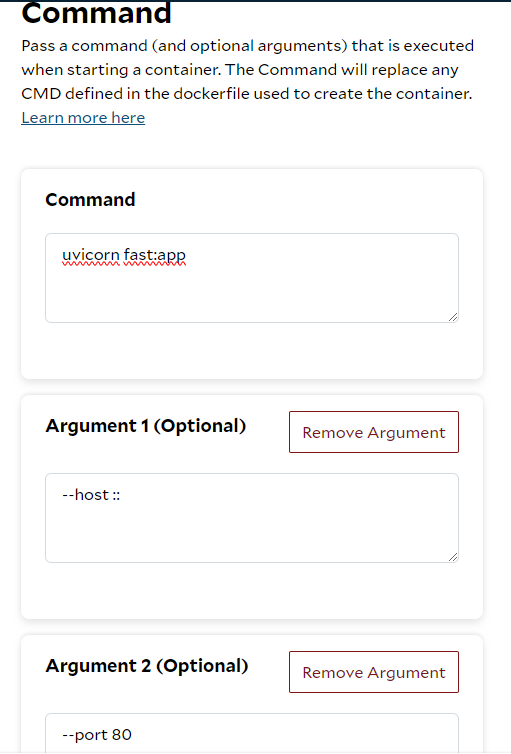 Command
Pass a command (and optional arguments) that is executed
when starting a container. The Command will replace any
CMD defined in the dockerfile used to create the container.
Learn more here
Command
uvicorn fast:app
Argument 1 (Optional)
Remove Argument
--host ::
Argument 2 (Optional)
Remove Argument
--port 80